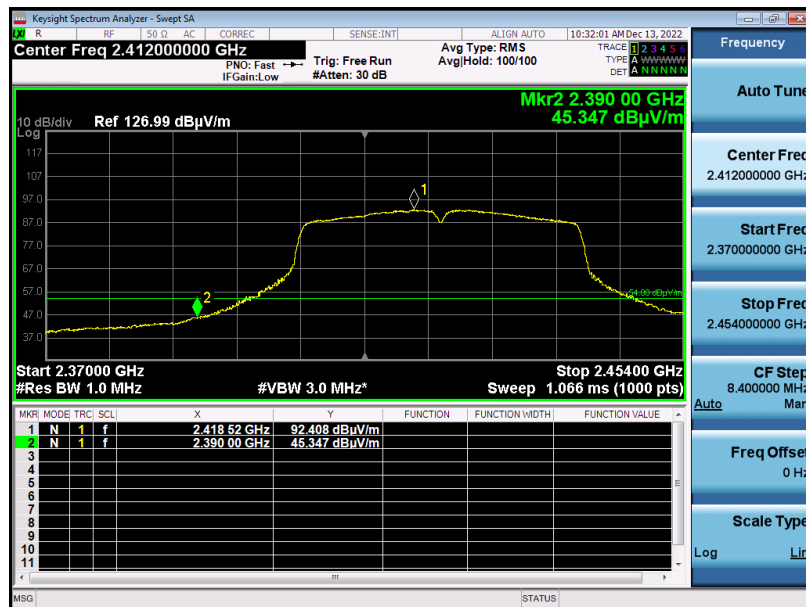 Keysight Spectrum Analyzer - Swept SA
LXI R RF 50 Ω AC CORREC SENSE:INT ALIGN AUTO 10:32:01 AM Dec 13, 2022
Center Freq 2.412000000 GHz
PNO: Fast
IFGain:Low
Trig: Free Run
#Atten: 30 dB
Avg Type: RMS
Avg|Hold: 100/100
TRACE 1 2 3 4 5 6
TYPE A WWWWW
DET A N N N N N
Mkr2 2.390 00 GHz
45.347 dBµV/m
10 dB/div Ref 126.99 dBµV/m
Log
117
107
97.0
87.0
77.0
67.0
57.0
47.0
37.0
1
2
54.00 dBµV/m
Start 2.37000 GHz Stop 2.45400 GHz
#Res BW 1.0 MHz #VBW 3.0 MHz* Sweep 1.066 ms (1000 pts)
MKR MODE TRC SCL X Y FUNCTION FUNCTION WIDTH FUNCTION VALUE
1 N 1 f 2.418 52 GHz 92.408 dBµV/m
2 N 1 f 2.390 00 GHz 45.347 dBµV/m
3
4
5
6
7
8
9
10
11
MSG STATUS
Frequency
Auto Tune
Center Freq
2.412000000 GHz
Start Freq
2.370000000 GHz
Stop Freq
2.454000000 GHz
CF Step
8.400000 MHz
Auto Man
Freq Offset
0 Hz
Scale Type
Log Lin